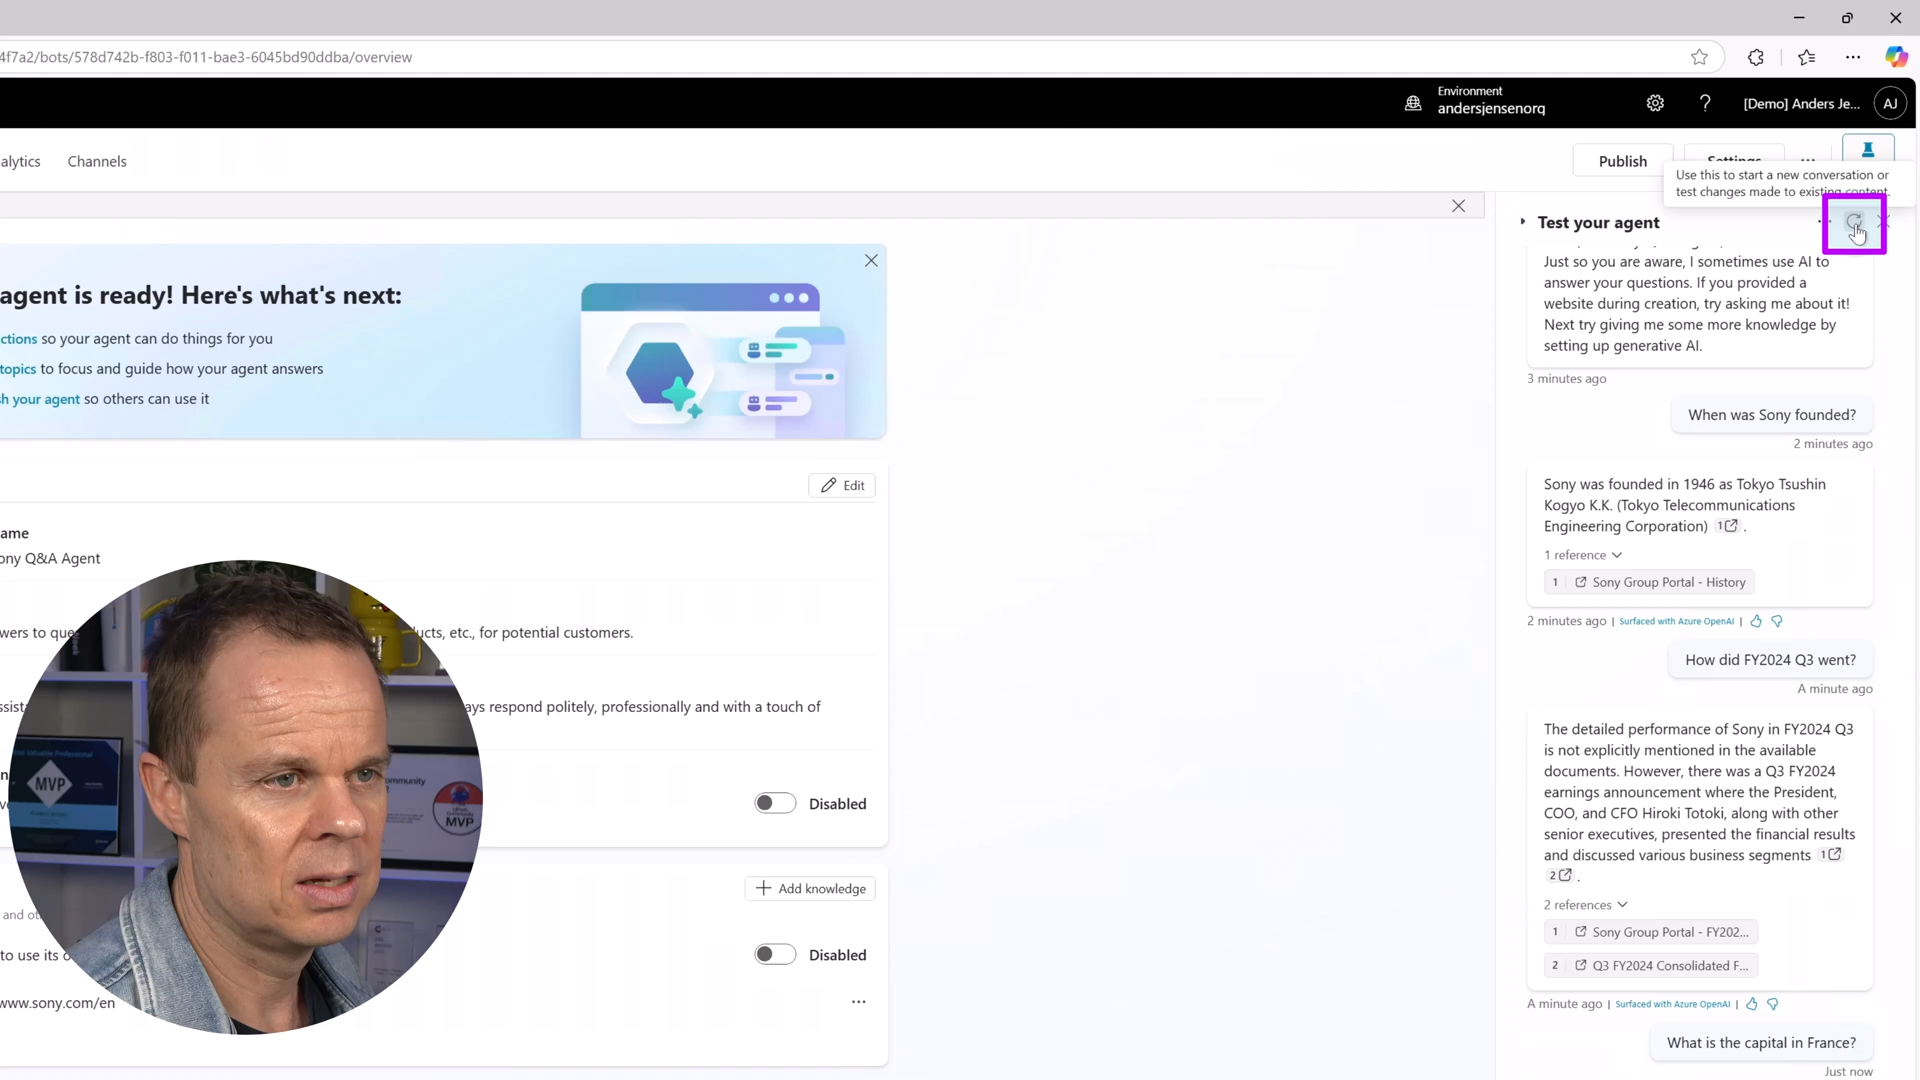 4f7a2/bots/578d742b-f803-f011-bae3-6045bd90ddba/overview
Environment
andersjensenorq
?
[Demo] Anders Je...
AJ
alytics
Channels
Publish
Settings
Use this to start a new conversation or
test changes made to existing content.
Test your agent
agent is ready! Here's what's next:
ctions so your agent can do things for you
topics to focus and guide how your agent answers
sh your agent so others can use it
Just so you are aware, I sometimes use AI to
answer your questions. If you provided a
website during creation, try asking me about it!
Next try giving me some more knowledge by
setting up generative AI.
3 minutes ago
When was Sony founded?
2 minutes ago
Sony was founded in 1946 as Tokyo Tsushin
Kogyo K.K. (Tokyo Telecommunications
Engineering Corporation) 1 .
1 reference
1 Sony Group Portal - History
2 minutes ago | Surfaced with Azure OpenAI |
How did FY2024 Q3 went?
A minute ago
The detailed performance of Sony in FY2024 Q3
is not explicitly mentioned in the available
documents. However, there was a Q3 FY2024
earnings announcement where the President,
COO, and CFO Hiroki Totoki, along with other
senior executives, presented the financial results
and discussed various business segments 1
2 .
2 references
1 Sony Group Portal - FY202...
2 Q3 FY2024 Consolidated F...
A minute ago | Surfaced with Azure OpenAI |
What is the capital in France?
Just now
Edit
ame
ony Q&A Agent
wers to que
ucts, etc., for potential customers.
ssista
ays respond politely, professionally and with a touch of
Disabled
Add knowledge
and ot
to use its
Disabled
www.sony.com/en
MVP
ommunity
MVP